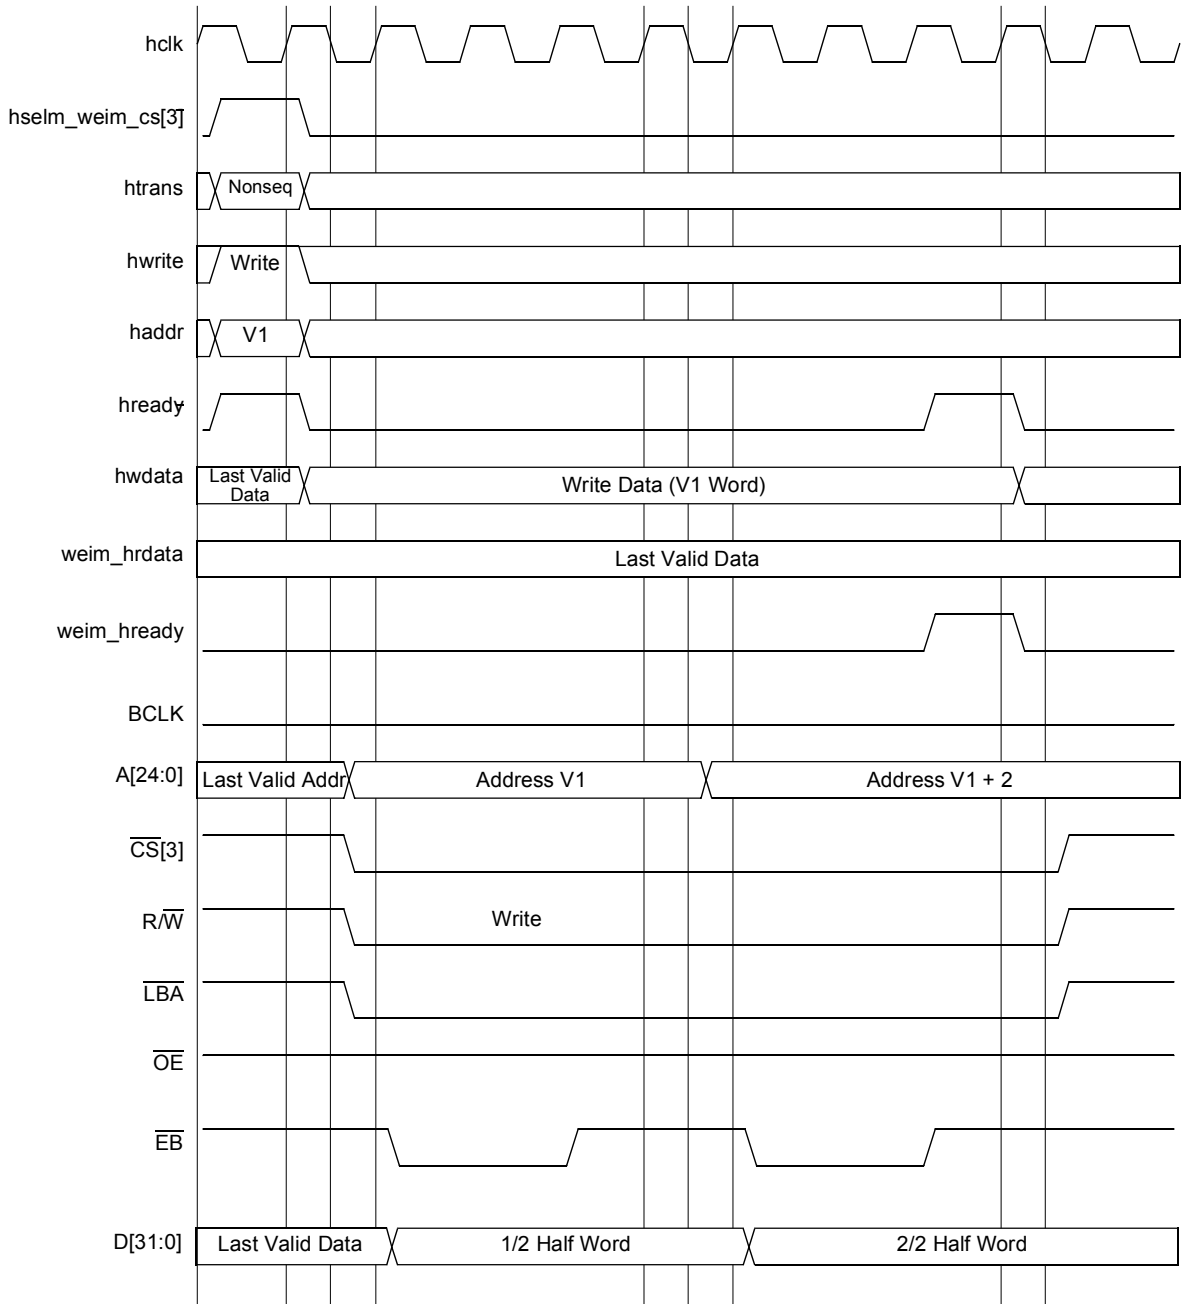 hclk
hselm_weim_cs[3]
htrans
Nonseq
hwrite
Write
haddr
V1
hready
hwdata
Last Valid
Data
Write Data (V1 Word)
weim_hrdata
Last Valid Data
weim_hready
BCLK
A[24:0]
Last Valid Addr
Address V1
Address V1 + 2
CS[3]
R/W
Write
LBA
OE
EB
D[31:0]
Last Valid Data
1/2 Half Word
2/2 Half Word